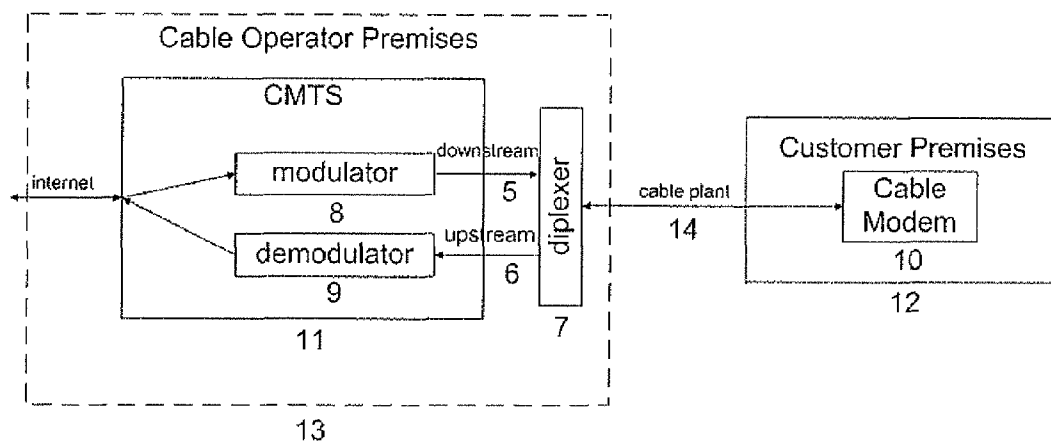 Cable Operator Premises
CMTS
internet
modulator
8
downstream
5
demodulator
9
upstream
6
diplexer
7
11
13
cable plant
14
Customer Premises
Cable
Modem
10
12